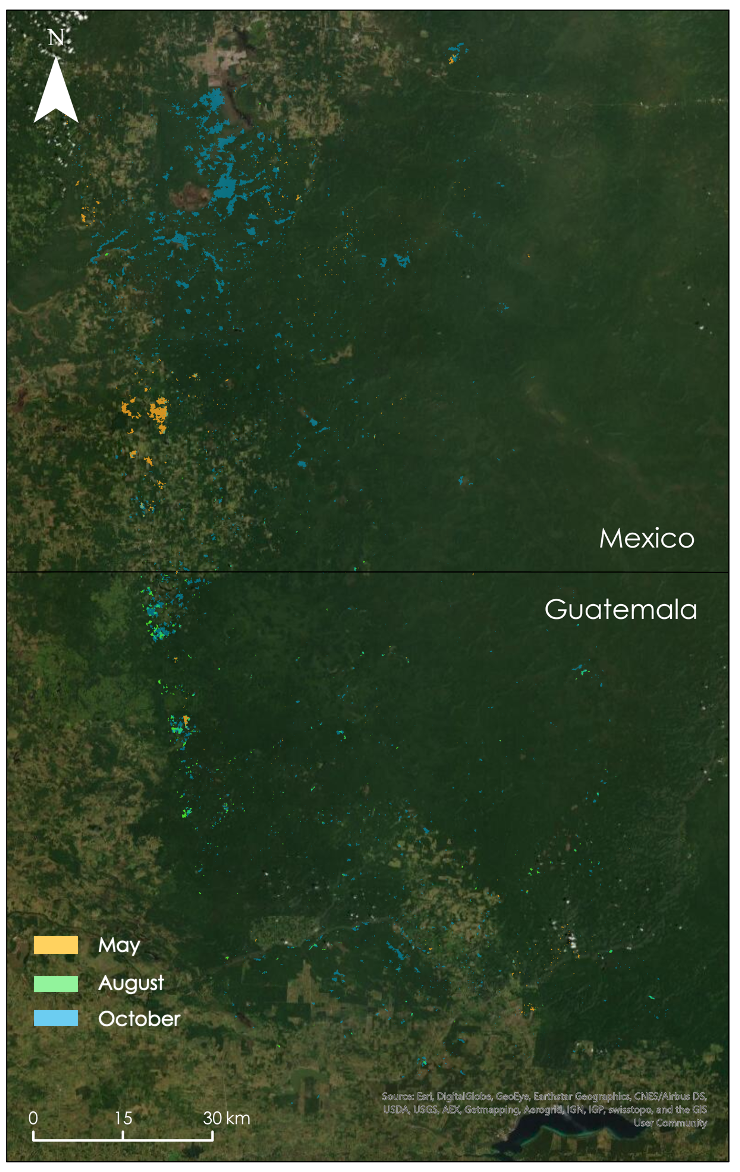 N
Mexico
Guatemala
May
August
October
0 15 30 km
Source: Esri, DigitalGlobe, GeoEye, Earthstar Geographics, CNES/Airbus DS,
USDA, USGS, AEX, Getmapping, Aerogrid, IGN, IGP, swisstopo, and the GIS
User Community